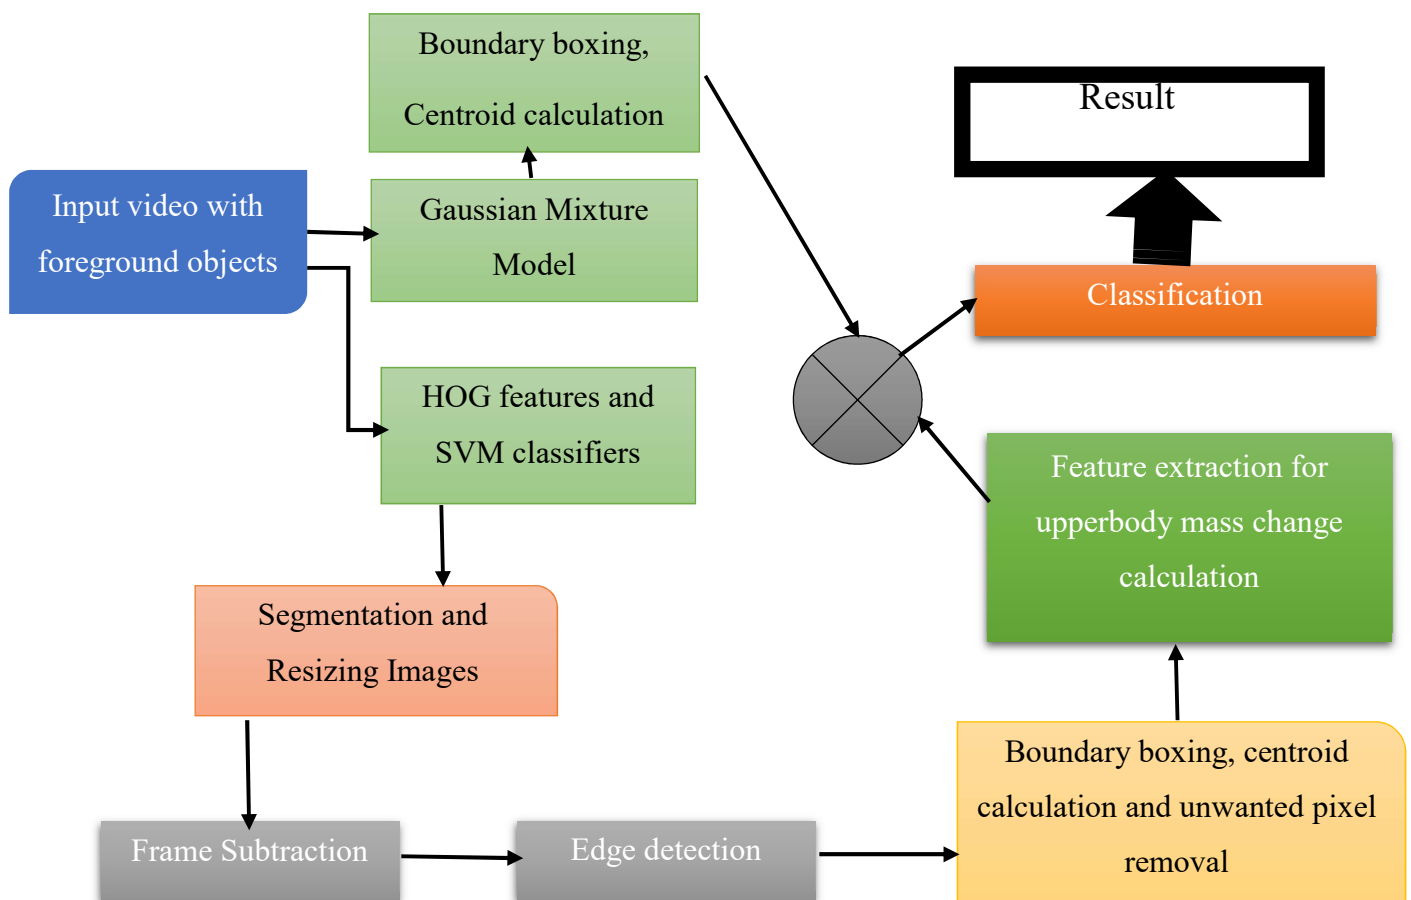 Boundary boxing,
Centroid calculation
Result
Input video with
foreground objects
Gaussian Mixture
Model
Classification
HOG features and
SVM classifiers
Feature extraction for
upperbody mass change
calculation
Segmentation and
Resizing Images
Boundary boxing, centroid
calculation and unwanted pixel
removal
Frame Subtraction
Edge detection